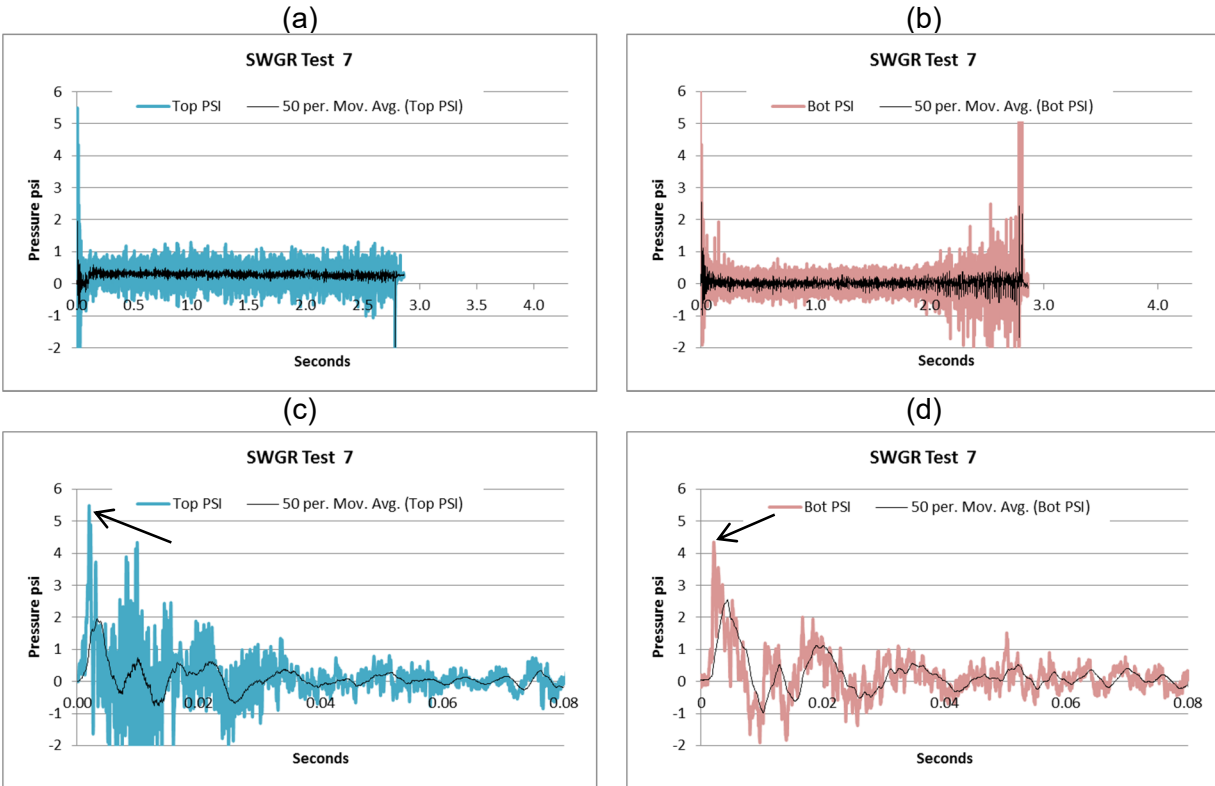 (a)
SWGR Test 7
Top PSI 50 per. Mov. Avg. (Top PSI)
6
5
4
3
2
1
0
-1
-2
Pressure psi
0.0 0.5 1.0 1.5 2.0 2.5 3.0 3.5 4.0
Seconds
(b)
SWGR Test 7
Bot PSI 50 per. Mov. Avg. (Bot PSI)
6
5
4
3
2
1
0
-1
-2
Pressure psi
0.0 1.0 2.0 3.0 4.0
Seconds
(c)
SWGR Test 7
Top PSI 50 per. Mov. Avg. (Top PSI)
6
5
4
3
2
1
0
-1
-2
Pressure psi
0.00 0.02 0.04 0.06 0.08
Seconds
(d)
SWGR Test 7
Bot PSI 50 per. Mov. Avg. (Bot PSI)
6
5
4
3
2
1
0
-1
-2
Pressure psi
0 0.02 0.04 0.06 0.08
Seconds